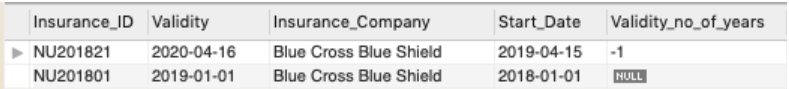 Insurance_ID Validity Insurance_Company Start_Date Validity_no_of_years
NU201821 2020-04-16 Blue Cross Blue Shield 2019-04-15 -1
NU201801 2019-01-01 Blue Cross Blue Shield 2018-01-01 NULL